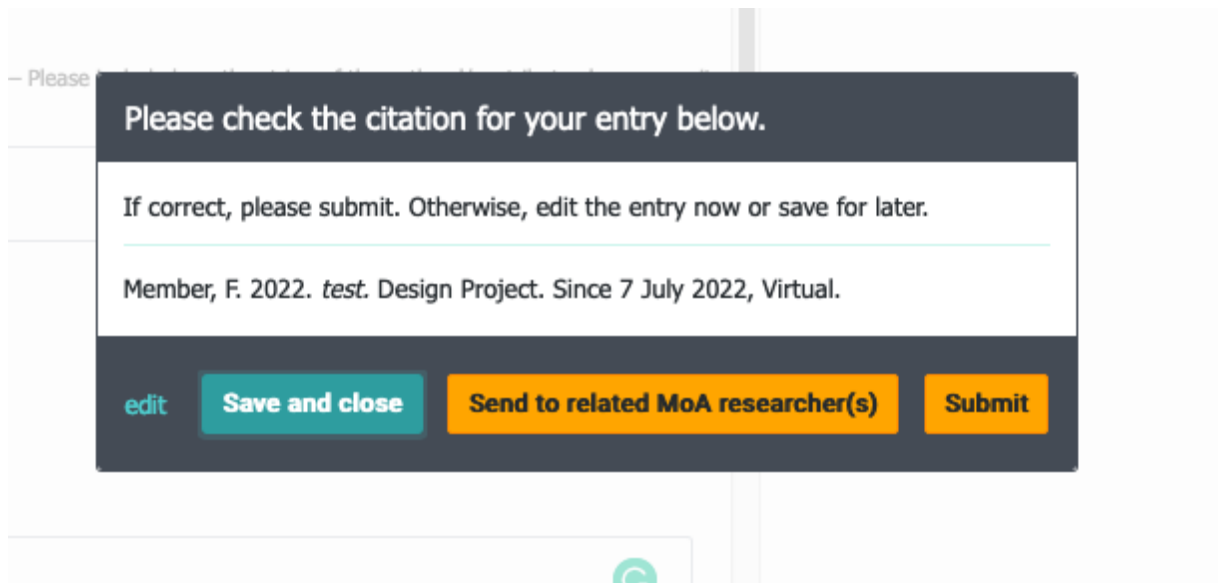 – Please
Please check the citation for your entry below.
If correct, please submit. Otherwise, edit the entry now or save for later.
Member, F. 2022. test. Design Project. Since 7 July 2022, Virtual.
edit Save and close Send to related MoA researcher(s) Submit